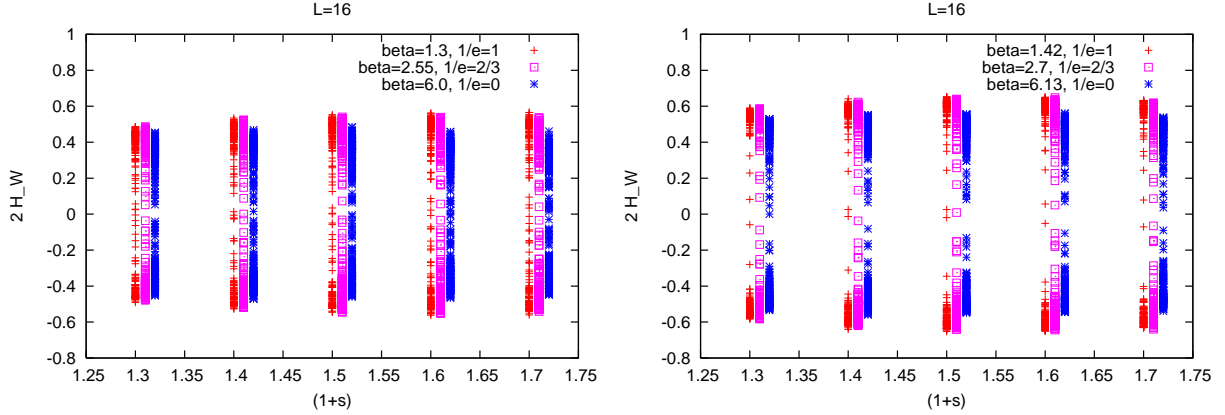 L=16
beta=1.3, 1/e=1
beta=2.55, 1/e=2/3
beta=6.0, 1/e=0
2 H_W
1
0.8
0.6
0.4
0.2
0
-0.2
-0.4
-0.6
-0.8
1.25 1.3 1.35 1.4 1.45 1.5 1.55 1.6 1.65 1.7 1.75
(1+s)
L=16
beta=1.42, 1/e=1
beta=2.7, 1/e=2/3
beta=6.13, 1/e=0
2 H_W
1
0.8
0.6
0.4
0.2
0
-0.2
-0.4
-0.6
-0.8
1.25 1.3 1.35 1.4 1.45 1.5 1.55 1.6 1.65 1.7 1.75
(1+s)